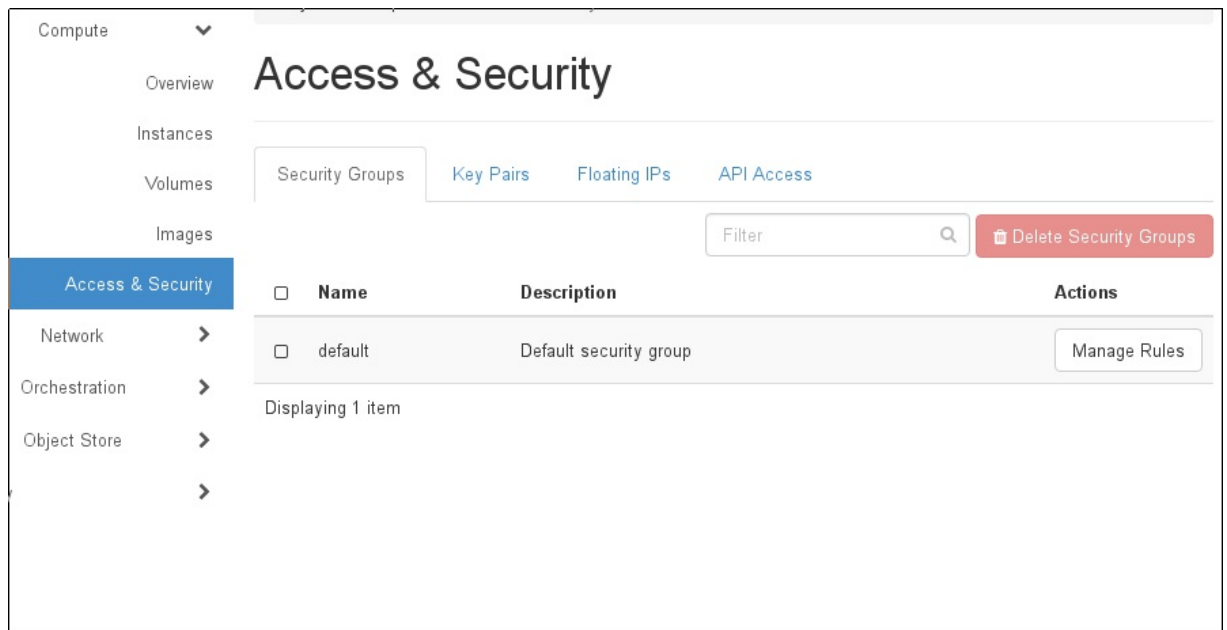 Compute
Overview
Instances
Volumes
Images
Access & Security
Network
Orchestration
Object Store
Access & Security
Security Groups Key Pairs Floating IPs API Access
Filter Delete Security Groups
Name Description Actions
default Default security group Manage Rules
Displaying 1 item